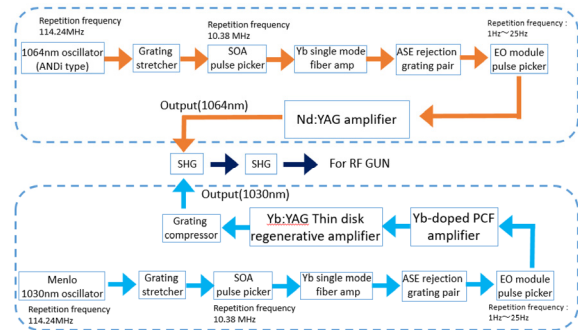 Repetition frequency
114.24MHz
Repetition frequency
10.38 MHz
Repetition frequency :
1Hz～25Hz
1064nm oscillator
(ANDi type)
Grating
stretcher
SOA
pulse picker
Yb single mode
fiber amp
ASE rejection
grating pair
EO module
pulse picker
Output(1064nm)
Nd:YAG amplifier
SHG
SHG
For RF GUN
Output(1030nm)
Grating
compressor
Yb:YAG Thin disk
regenerative amplifier
Yb-doped PCF
amplifier
Menlo
1030nm oscillator
Grating
stretcher
SOA
pulse picker
Yb single mode
fiber amp
ASE rejection
grating pair
EO module
pulse picker
Repetition frequency
114.24MHz
Repetition frequency
10.38 MHz
Repetition frequency :
1Hz～25Hz